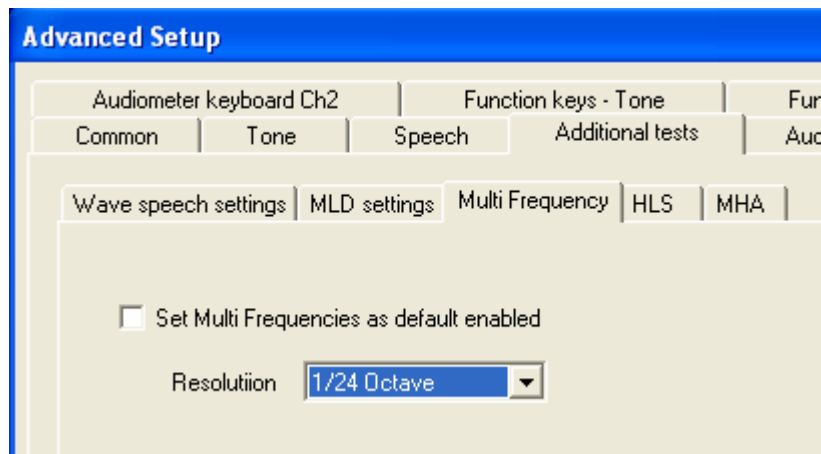 Advanced Setup
Audiometer keyboard Ch2 Function keys - Tone
Common Tone Speech Additional tests
Wave speech settings MLD settings Multi Frequency HLS MHA
Set Multi Frequencies as default enabled
Resolutiion 1/24 Octave